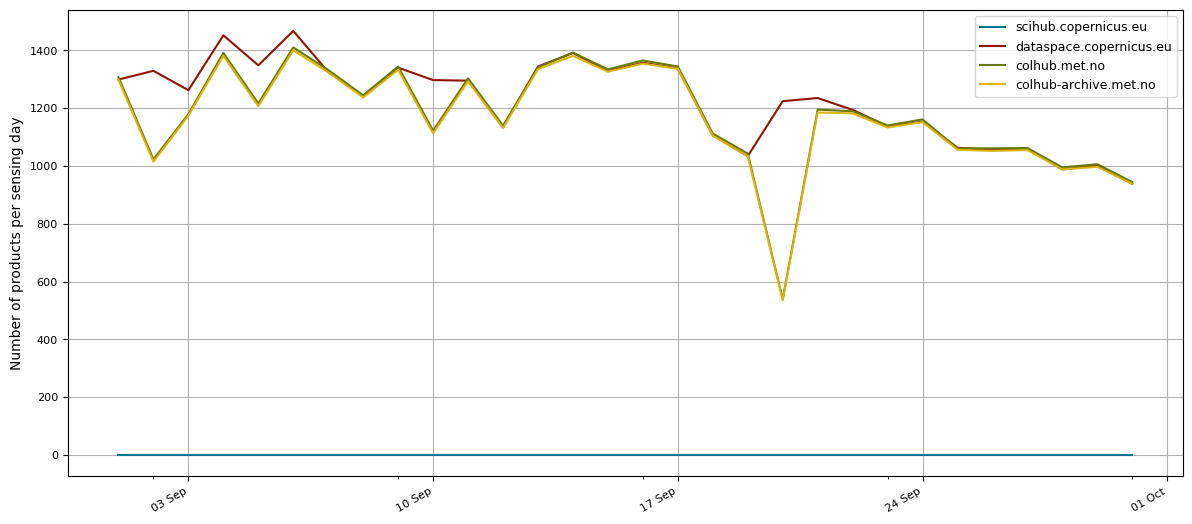 Number of products per sensing day
1400
1200
1000
800
600
400
200
0
03 Sep
10 Sep
17 Sep
24 Sep
01 Oct
scihub.copernicus.eu
dataspace.copernicus.eu
colhub.met.no
colhub-archive.met.no